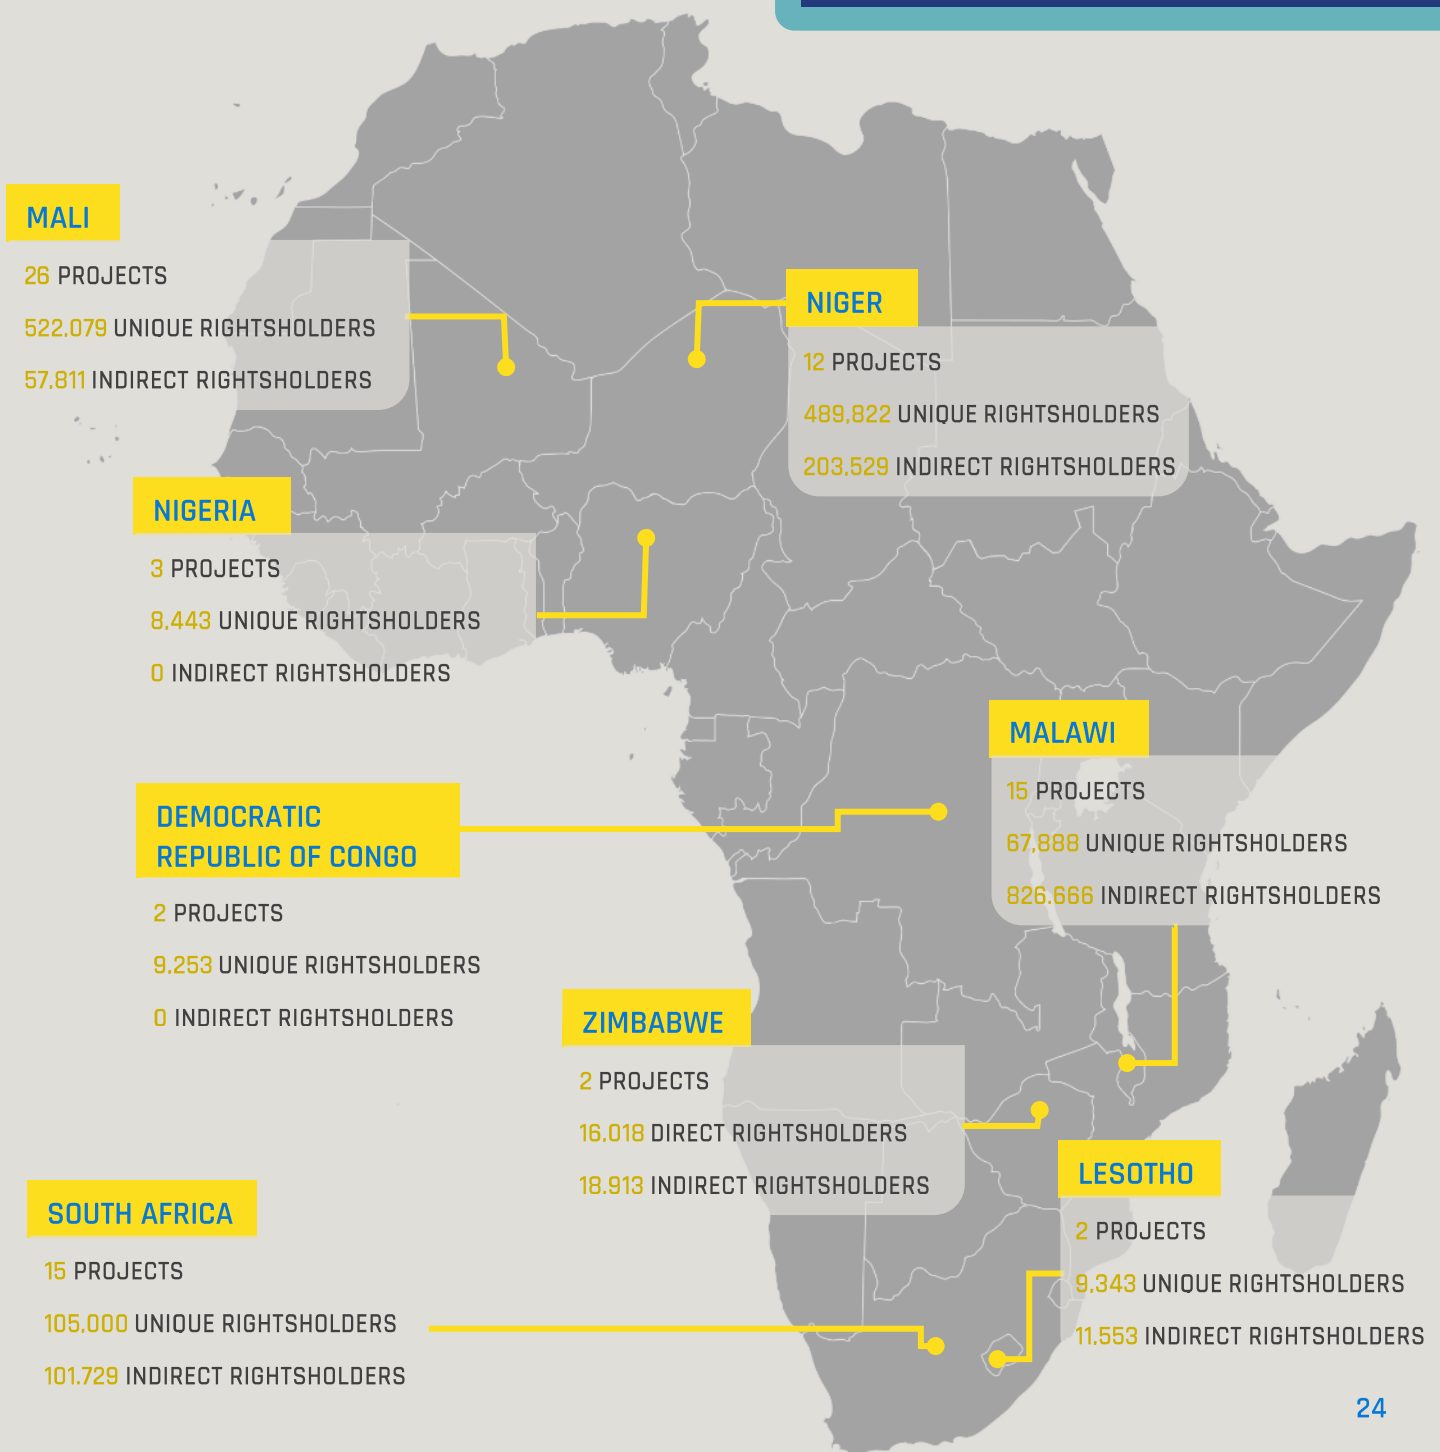 MALI
26 PROJECTS
522,079 UNIQUE RIGHTSHOLDERS
57,811 INDIRECT RIGHTSHOLDERS
NIGER
12 PROJECTS
489,822 UNIQUE RIGHTSHOLDERS
203,529 INDIRECT RIGHTSHOLDERS
NIGERIA
3 PROJECTS
8,443 UNIQUE RIGHTSHOLDERS
0 INDIRECT RIGHTSHOLDERS
MALAWI
15 PROJECTS
67,888 UNIQUE RIGHTSHOLDERS
826.666 INDIRECT RIGHTSHOLDERS
DEMOCRATIC
REPUBLIC OF CONGO
2 PROJECTS
9,253 UNIQUE RIGHTSHOLDERS
0 INDIRECT RIGHTSHOLDERS
ZIMBABWE
2 PROJECTS
16,018 DIRECT RIGHTSHOLDERS
18.913 INDIRECT RIGHTSHOLDERS
LESOTHO
2 PROJECTS
9,343 UNIQUE RIGHTSHOLDERS
11,553 INDIRECT RIGHTSHOLDERS
SOUTH AFRICA
15 PROJECTS
105,000 UNIQUE RIGHTSHOLDERS
101.729 INDIRECT RIGHTSHOLDERS
24